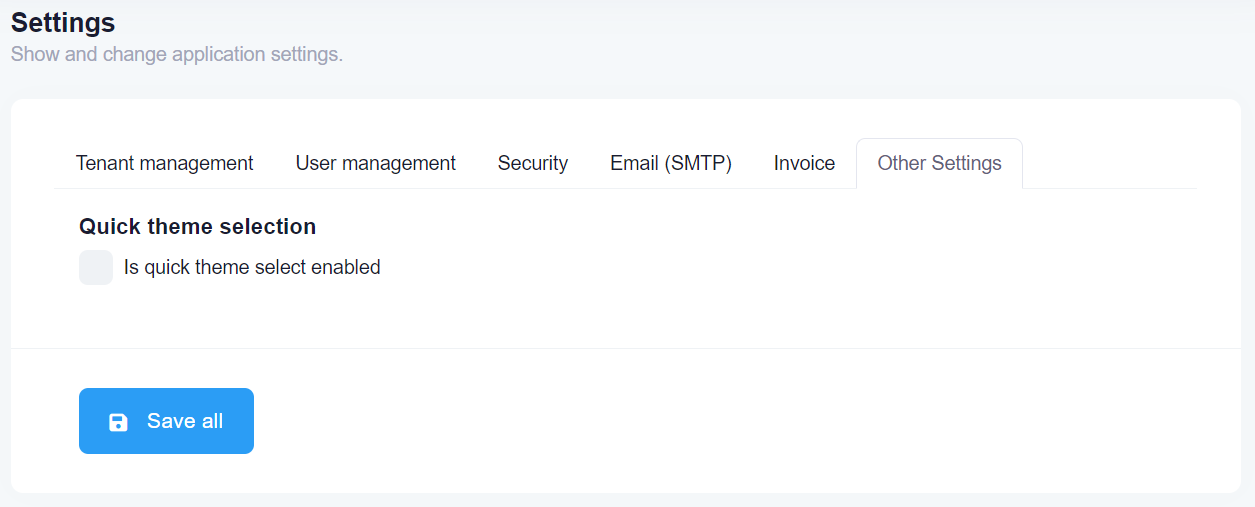 Settings
Show and change application settings.
Tenant management User management Security Email (SMTP) Invoice Other Settings
Quick theme selection
Is quick theme select enabled
Save all